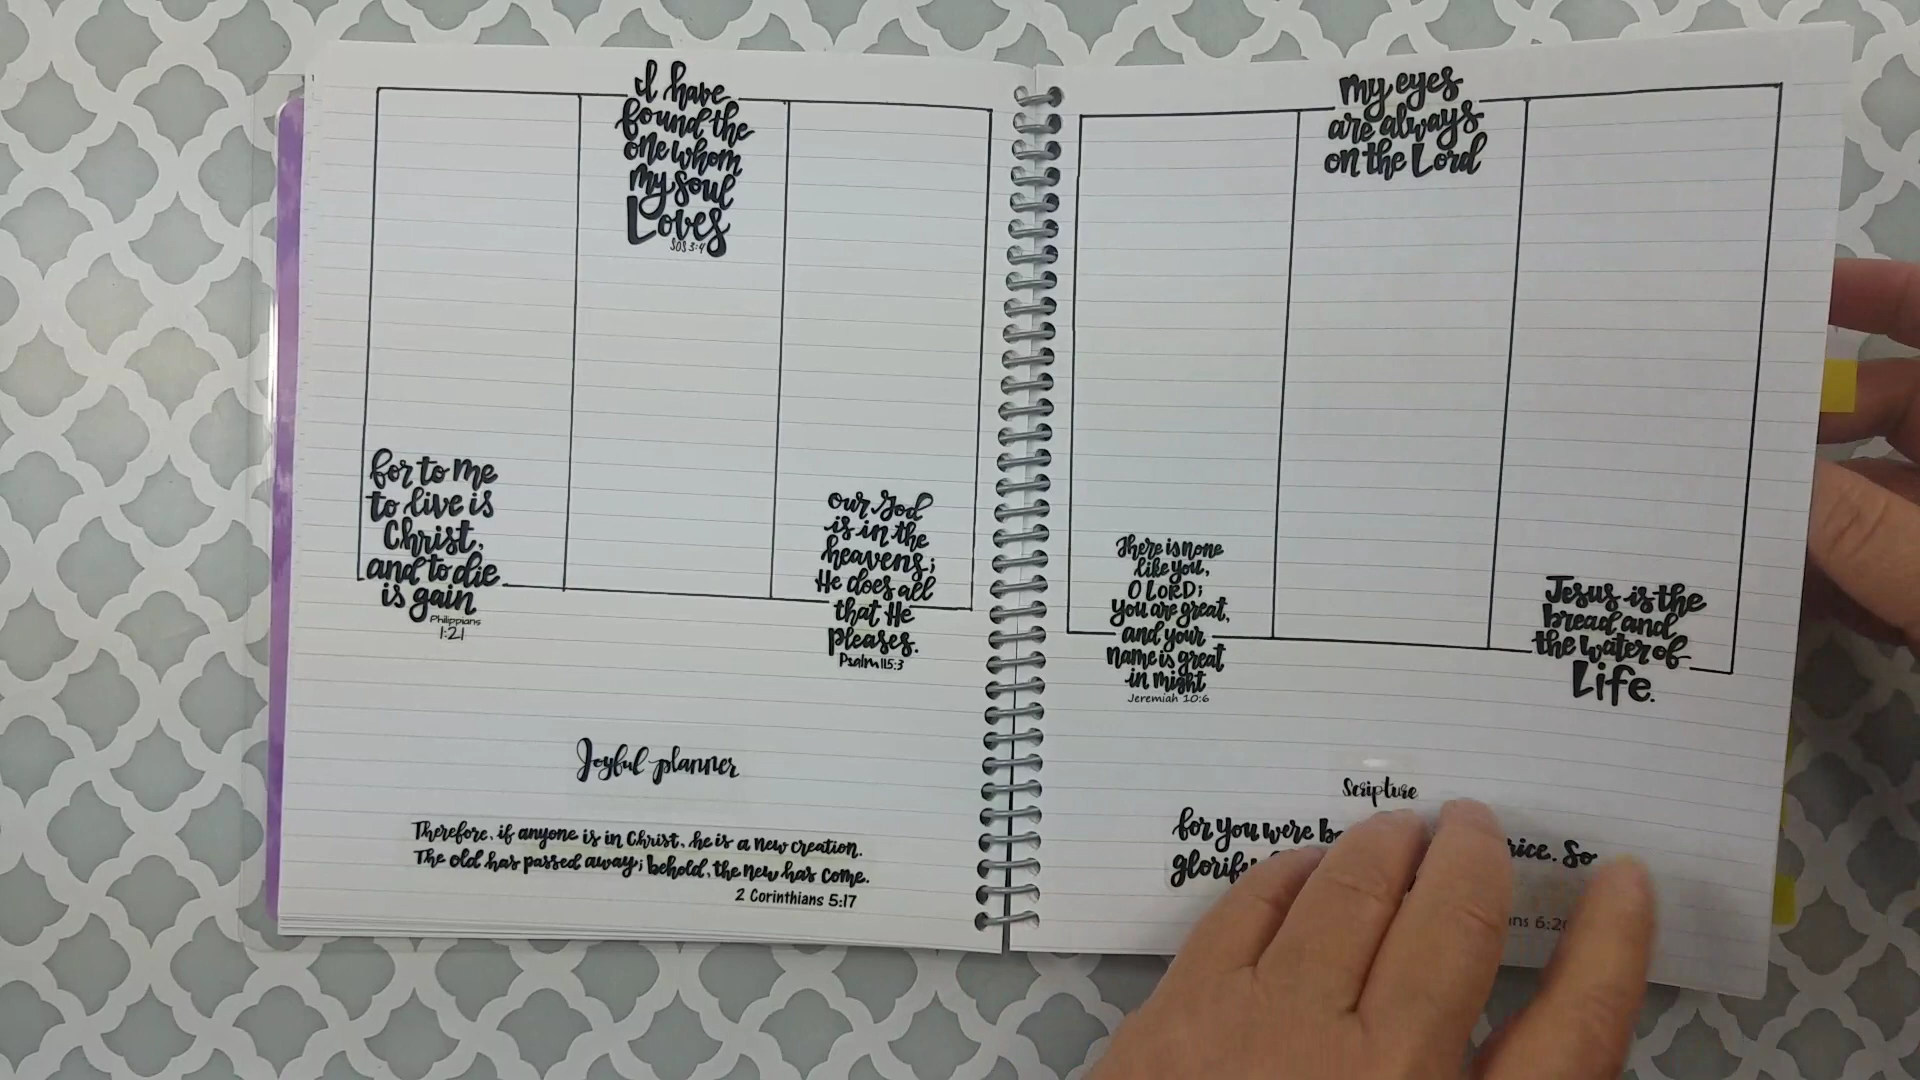 I have
found the
one whom
my soul
Loves
SOS 3:4
for to me
to live is
Christ,
and to die
is gain
Philippians
1:21
our God
is in the
heavens;
He does all
that He
pleases.
Psalm 115:3
Joyful planner
Therefore, if anyone is in Christ, he is a new creation.
The old has passed away; behold, the new has come.
2 Corinthians 5:17
My eyes
are always
on the Lord
There is none
like you,
O LORD;
you are great,
and your
name is great
in might
Jeremiah 10:6
Jesus is the
bread and
the water of
Life.
Scripture
for you were So